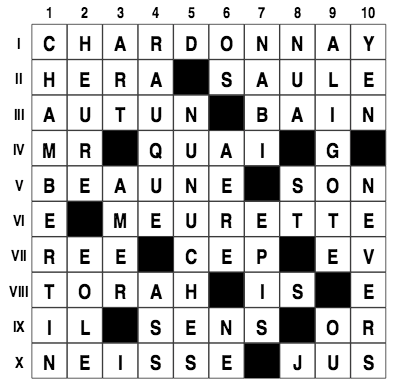 1 2 3 4 5 6 7 8 9 10
I C H A R D O N N A Y
II H E R A S A U L E
III A U T U N B A I N
IV M R Q U A I G
V B E A U N E S O N
VI E M E U R E T T E
VII R E E C E P E V
VIII T O R A H I S E
IX I L S E N S O R
X N E I S S E J U S